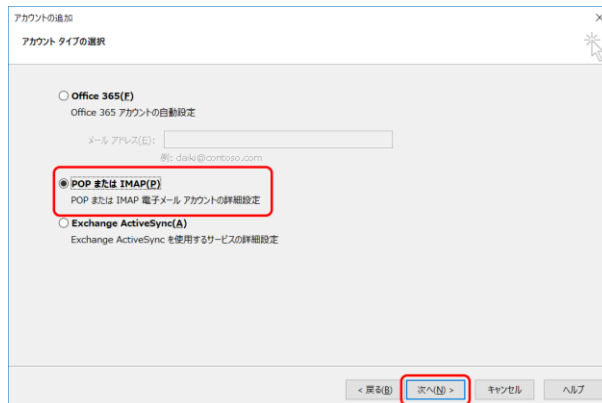 アカウントの追加
アカウント タイプの選択
Office 365(F)
Office 365 アカウントの自動設定
メール アドレス(E):
例: daiki@contoso.com
POP または IMAP(P)
POP または IMAP 電子メール アカウントの詳細設定
Exchange ActiveSync(A)
Exchange ActiveSync を使用するサービスの詳細設定
< 戻る(B) 次へ(N) > キャンセル ヘルプ